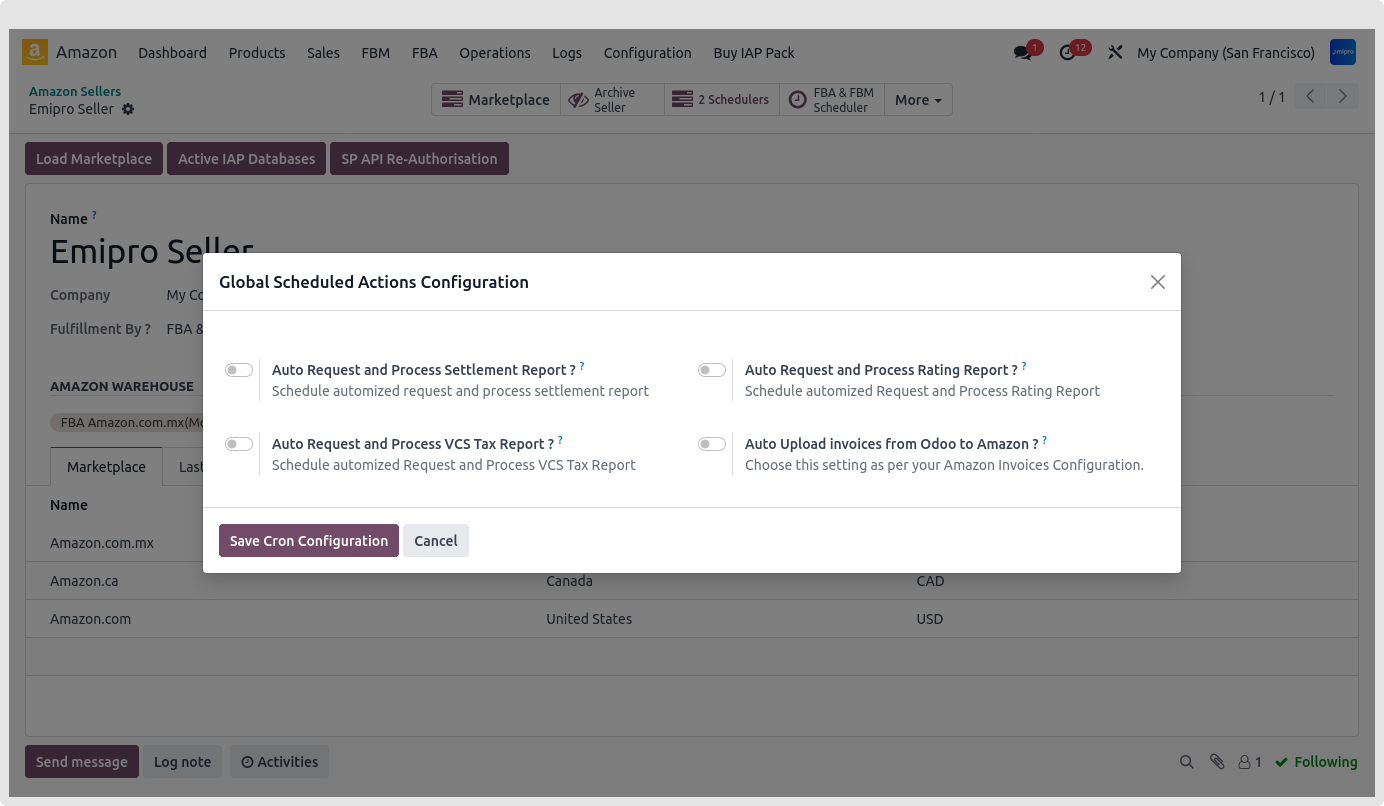 Amazon Dashboard Products Sales FBM FBA Operations Logs Configuration Buy IAP Pack 1 12 My Company (San Francisco) emipro
Amazon Sellers
Emipro Seller
Marketplace
Archive
Seller
2 Schedulers
FBA & FBM
Scheduler
More
1 / 1
Load Marketplace Active IAP Databases SP API Re-Authorisation
Name ?
Emipro Seller
Company My Co
Fulfillment By ? FBA &
Global Scheduled Actions Configuration
Auto Request and Process Settlement Report ? ?
Schedule automized request and process settlement report
Auto Request and Process Rating Report ? ?
Schedule automized Request and Process Rating Report
Auto Request and Process VCS Tax Report ? ?
Schedule automized Request and Process VCS Tax Report
Auto Upload invoices from Odoo to Amazon ? ?
Choose this setting as per your Amazon Invoices Configuration.
Save Cron Configuration Cancel
AMAZON WAREHOUSE
FBA Amazon.com.mx(Me
Marketplace Last
Name
Amazon.com.mx
Amazon.ca Canada CAD
Amazon.com United States USD
Send message Log note Activities 1 Following